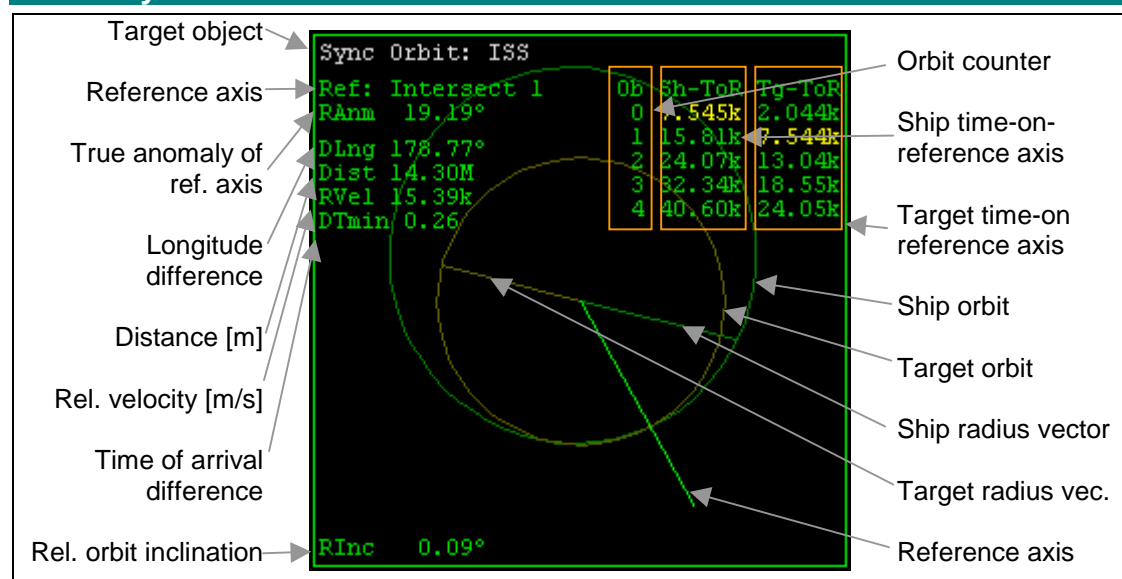 Target object
Reference axis
True anomaly of
ref. axis
Longitude
difference
Distance [m]
Rel. velocity [m/s]
Time of arrival
difference
Rel. orbit inclination
Sync Orbit: ISS
Ref: Intersect 1
RAnm 19.19°
DLng 178.77°
Dist 14.30M
RVel 15.39k
DTmin 0.26
Ob Sh-ToR Tg-ToR
0 7.545k 2.044k
1 15.81k 7.544k
2 24.07k 13.04k
3 32.34k 18.55k
4 40.60k 24.05k
RInc 0.09°
Orbit counter
Ship time-on-
reference axis
Target time-on
reference axis
Ship orbit
Target orbit
Ship radius vector
Target radius vec.
Reference axis